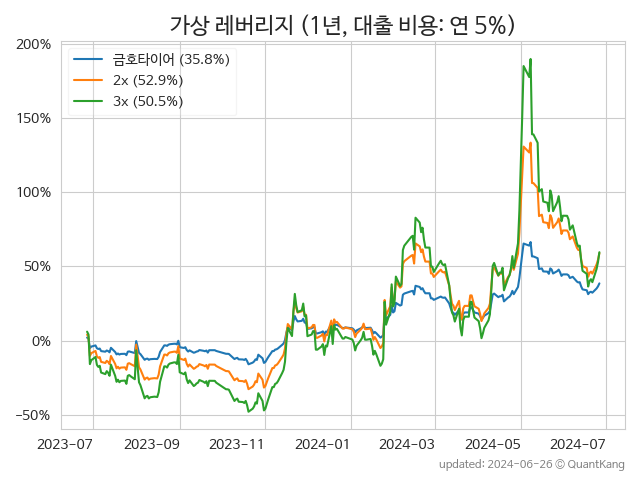 가상 레버리지 (1년, 대출 비용: 연 5%)
200%
150%
100%
50%
0%
−50%
금호타이어 (35.8%)
2x (52.9%)
3x (50.5%)
2023-07
2023-09
2023-11
2024-01
2024-03
2024-05
2024-07
updated: 2024-06-26 © QuantKang